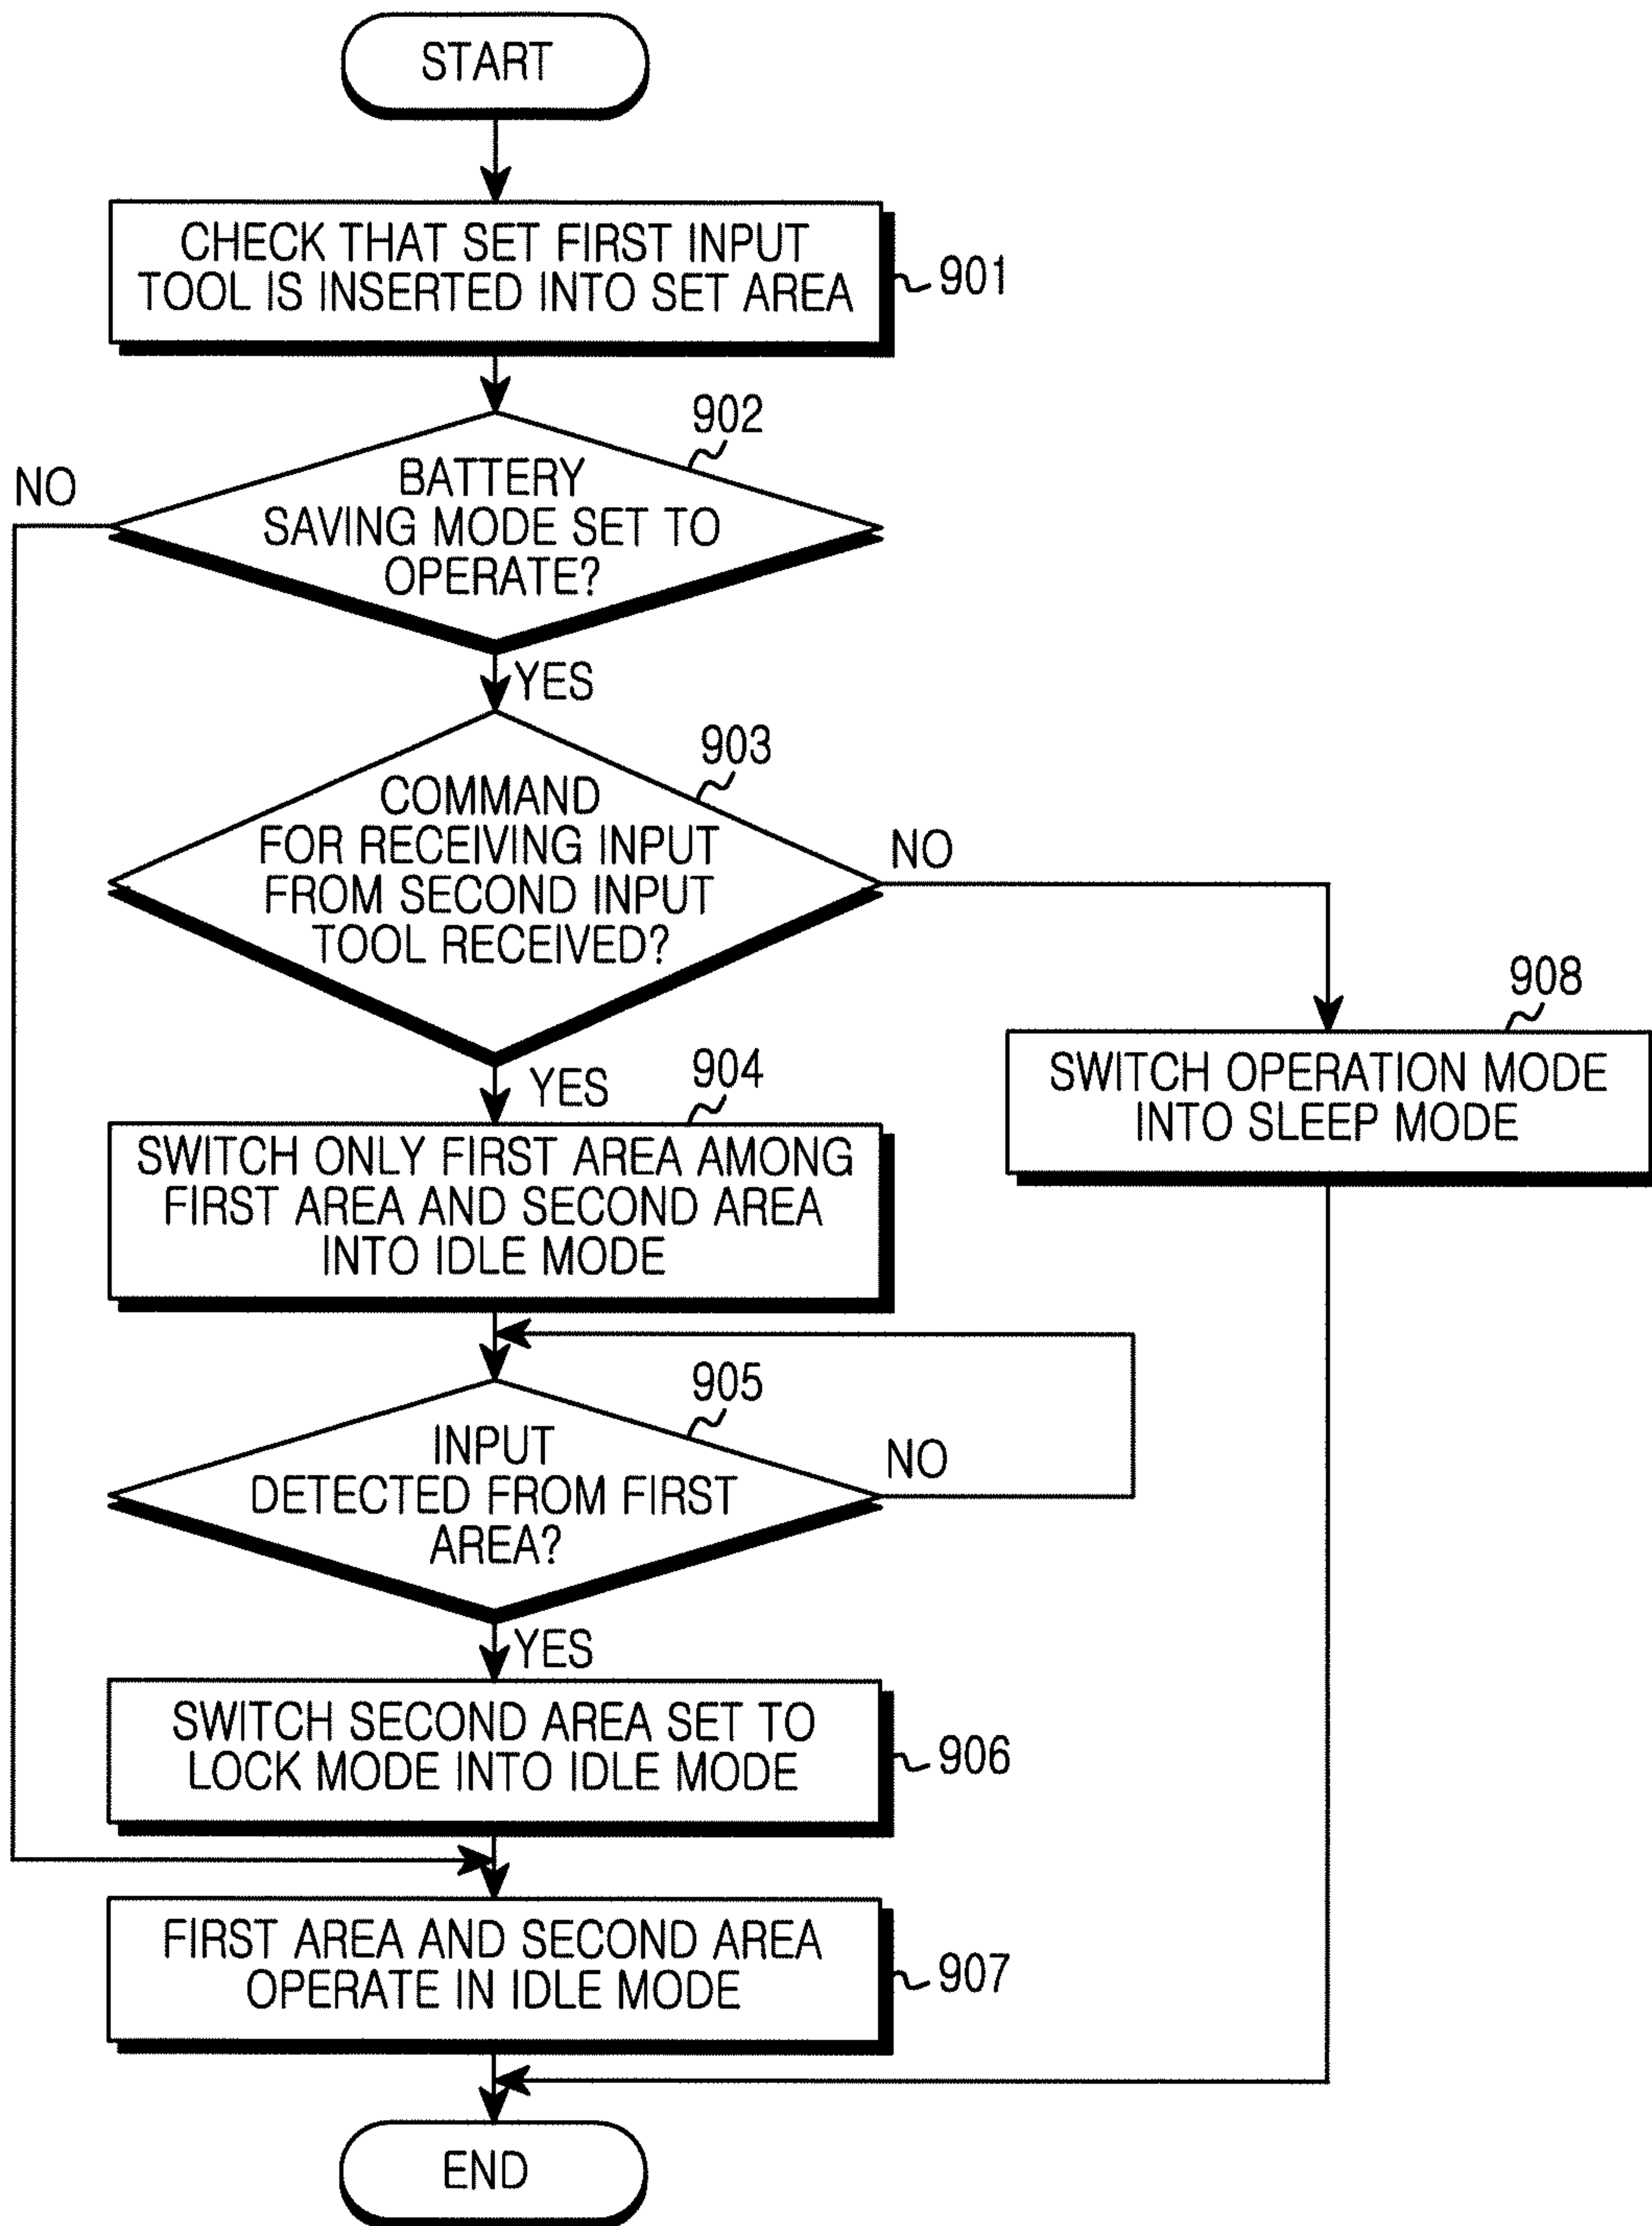 START
CHECK THAT SET FIRST INPUT
TOOL IS INSERTED INTO SET AREA
901
902
NO
BATTERY
SAVING MODE SET TO
OPERATE?
YES
903
COMMAND
FOR RECEIVING INPUT
FROM SECOND INPUT
TOOL RECEIVED?
NO
908
SWITCH OPERATION MODE
INTO SLEEP MODE
YES
904
SWITCH ONLY FIRST AREA AMONG
FIRST AREA AND SECOND AREA
INTO IDLE MODE
905
INPUT
DETECTED FROM FIRST
AREA?
NO
YES
SWITCH SECOND AREA SET TO
LOCK MODE INTO IDLE MODE
906
FIRST AREA AND SECOND AREA
OPERATE IN IDLE MODE
907
END